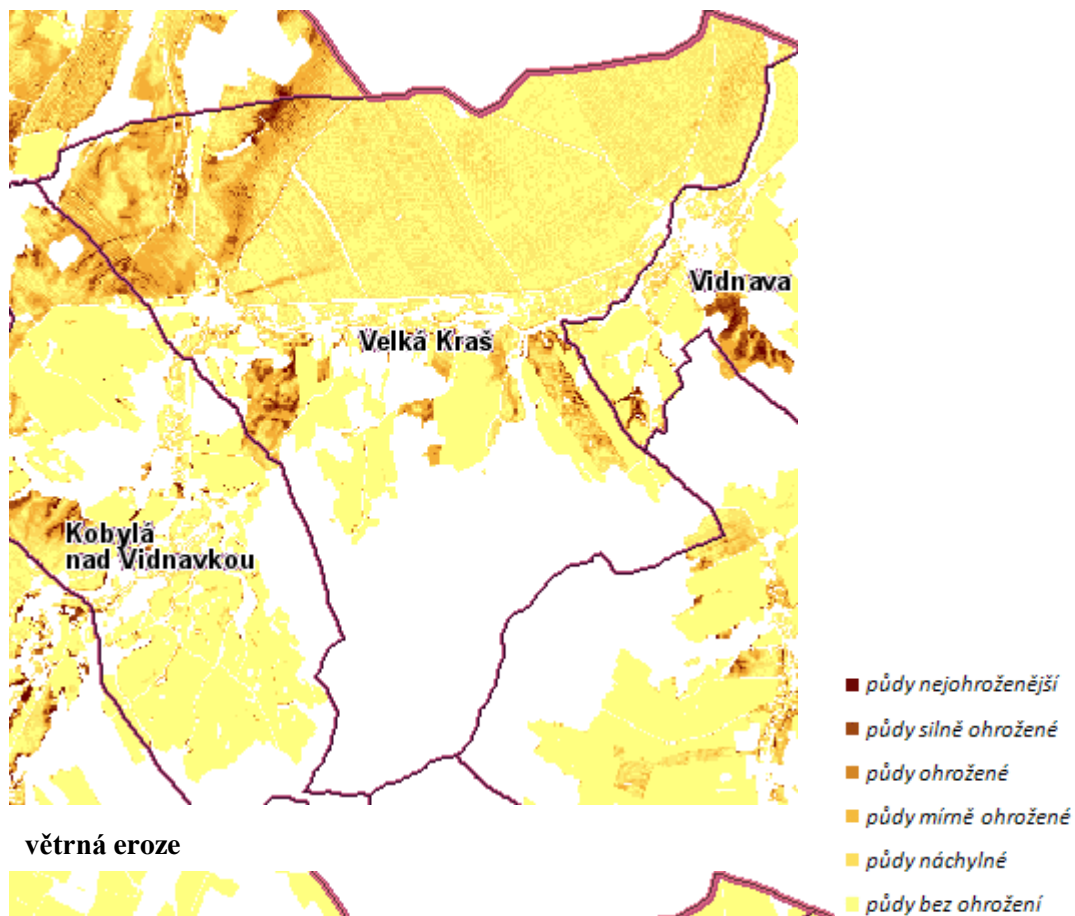 Vidnava
Velká Kraš
Kobylá
nad Vidnavkou
půdy nejohroženější
půdy silně ohrožené
půdy ohrožené
půdy mírně ohrožené
půdy náchylné
půdy bez ohrožení
větrná eroze